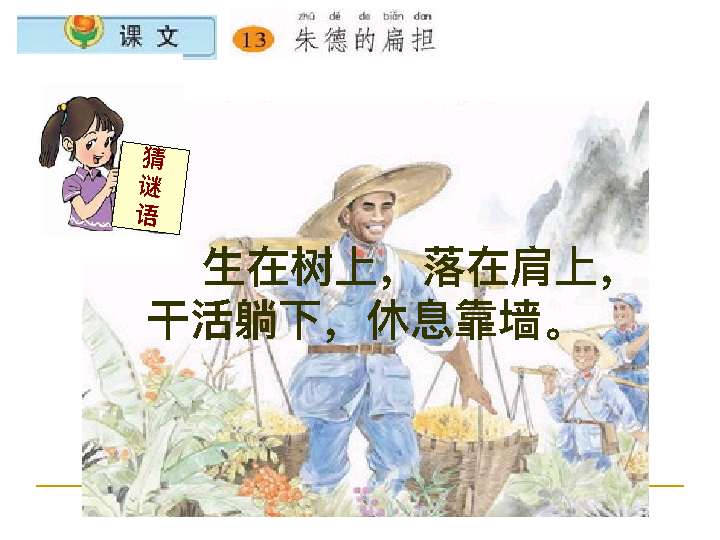 课文
zhū dé de biǎn dan
13 朱德的扁担
猜
谜
语
生在树上，落在肩上，
干活躺下，休息靠墙。